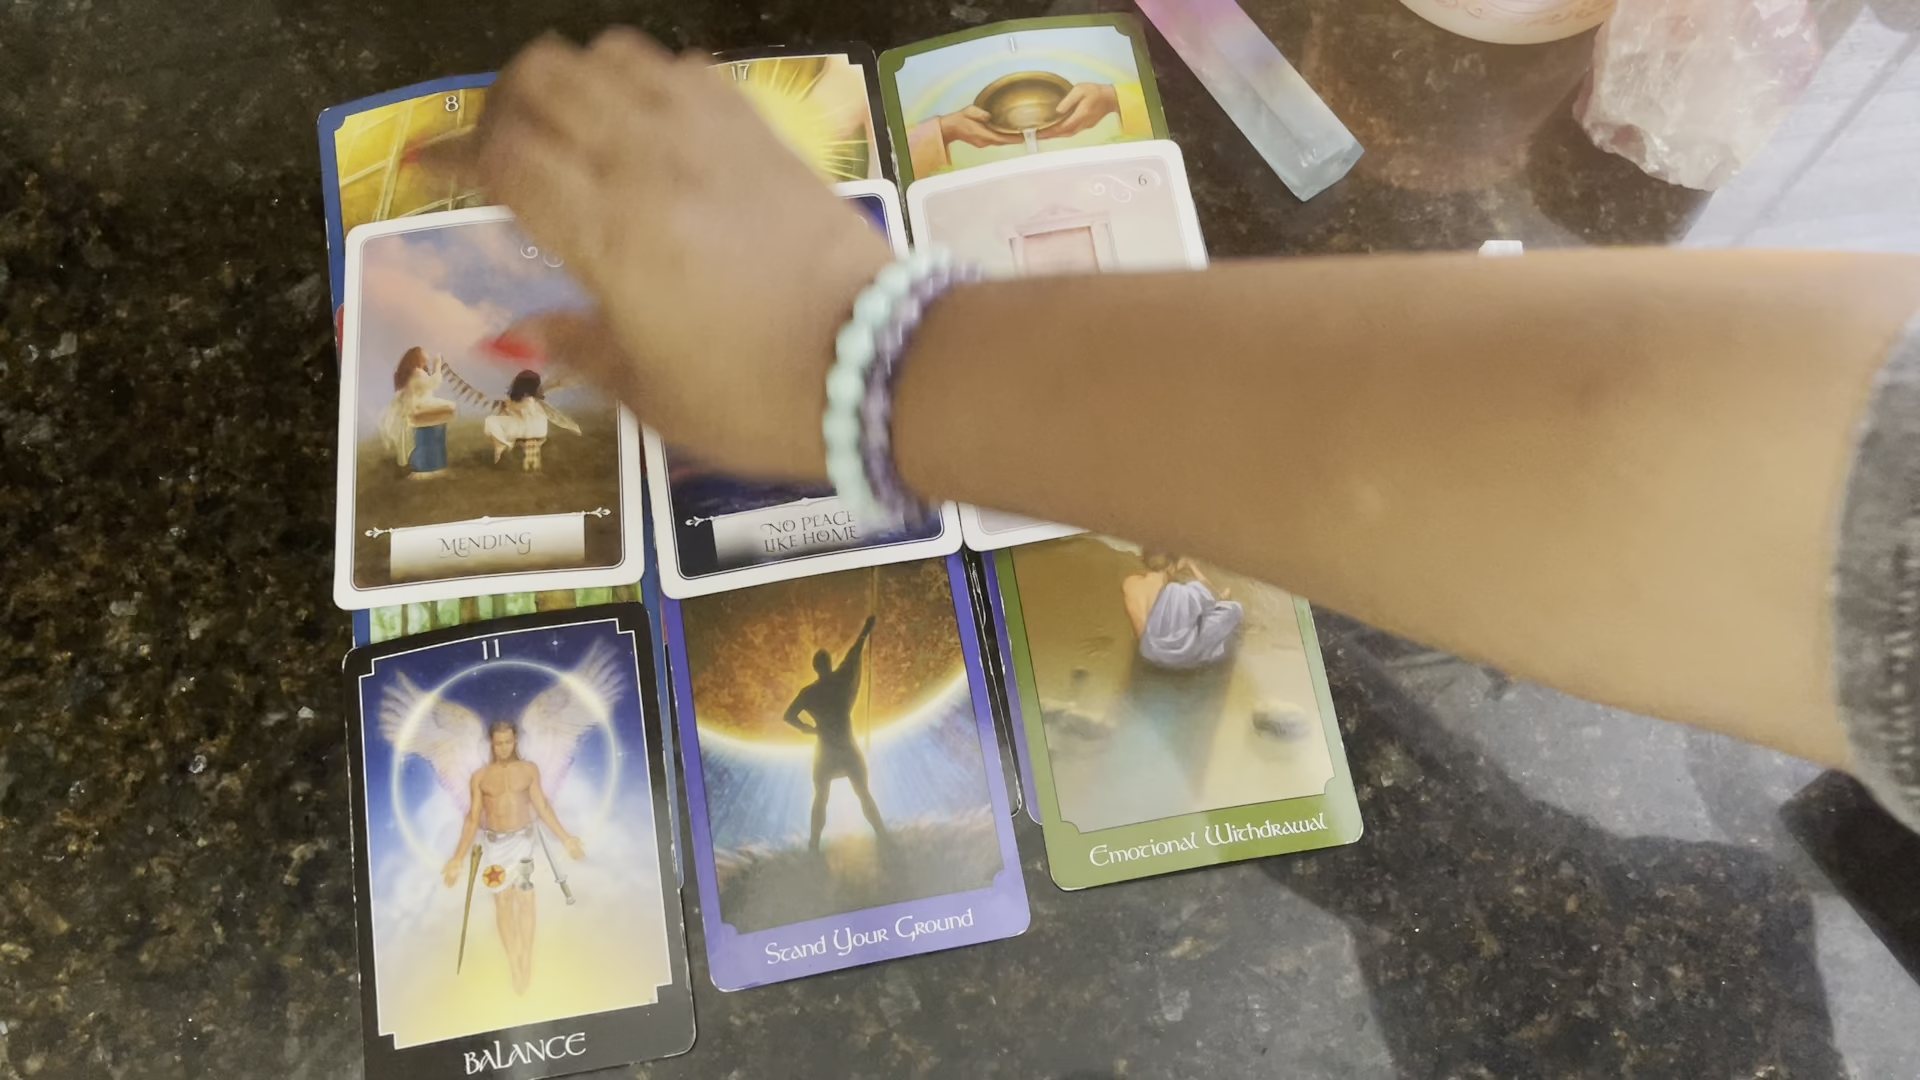 8
17
1
6
MENDING
NO PEACE
LIKE HOME
11
BALANCE
Stand Your Ground
Emotional Withdrawal